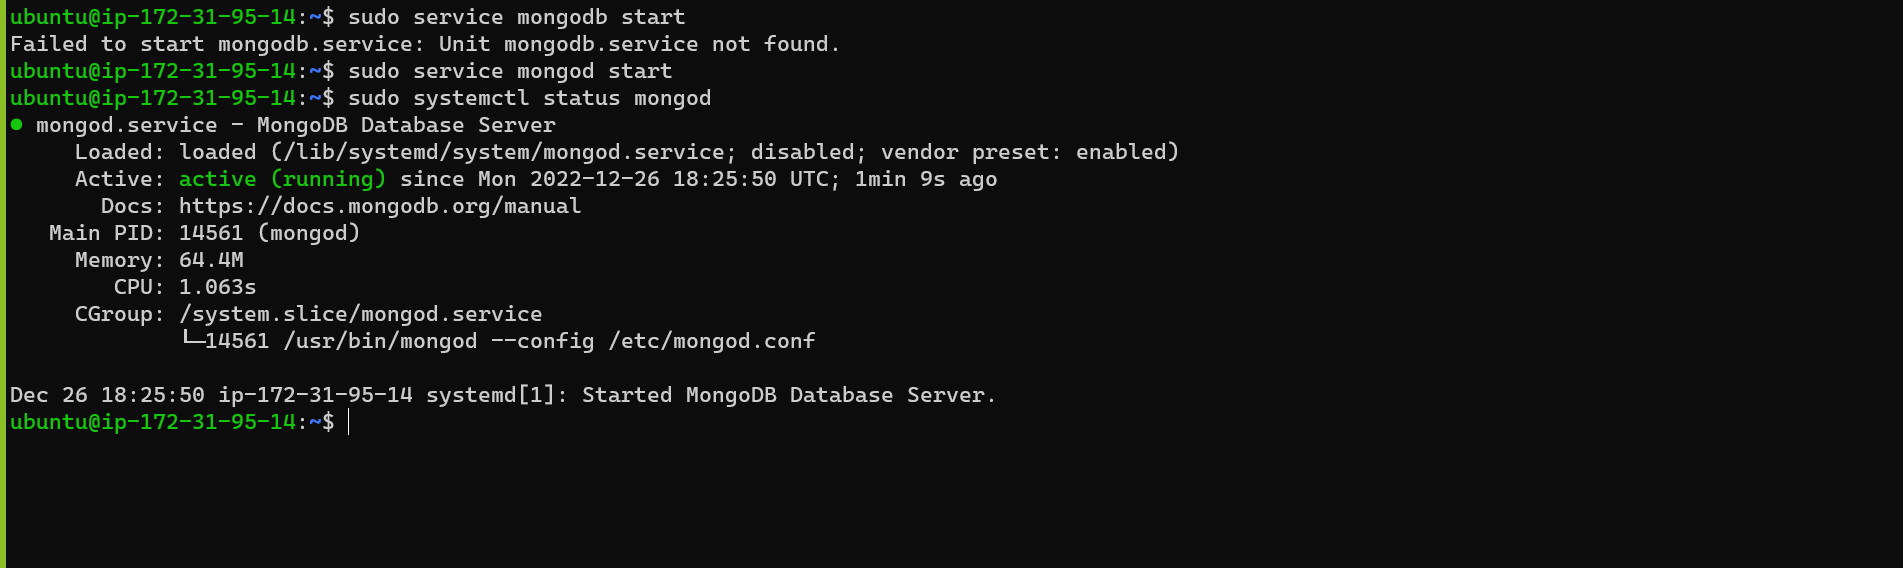 ubuntu@ip-172-31-95-14:~$ sudo service mongodb start
Failed to start mongodb.service: Unit mongodb.service not found.
ubuntu@ip-172-31-95-14:~$ sudo service mongod start
ubuntu@ip-172-31-95-14:~$ sudo systemctl status mongod
● mongod.service - MongoDB Database Server
     Loaded: loaded (/lib/systemd/system/mongod.service; disabled; vendor preset: enabled)
     Active: active (running) since Mon 2022-12-26 18:25:50 UTC; 1min 9s ago
       Docs: https://docs.mongodb.org/manual
   Main PID: 14561 (mongod)
     Memory: 64.4M
        CPU: 1.063s
     CGroup: /system.slice/mongod.service
             └─14561 /usr/bin/mongod --config /etc/mongod.conf

Dec 26 18:25:50 ip-172-31-95-14 systemd[1]: Started MongoDB Database Server.
ubuntu@ip-172-31-95-14:~$